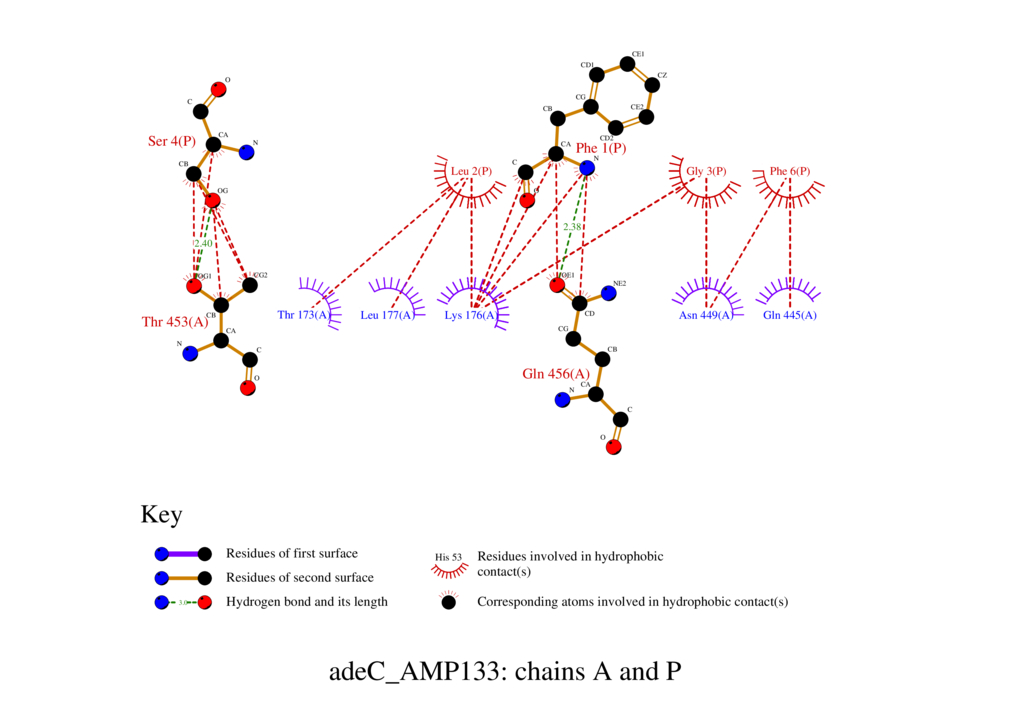 CE1
CD1
CZ
O
CG
C
CB
CE2
CD2
CA
Ser 4(P)
N
CA
Phe 1(P)
N
CB
C
Leu 2(P)
Gly 3(P)
Phe 6(P)
OG
O
2.38
2.40
OG1
CG2
OE1
NE2
Thr 453(A)
CB
Thr 173(A)
Leu 177(A)
Lys 176(A)
CD
Asn 449(A)
Gln 445(A)
CA
CG
N
C
CB
O
Gln 456(A)
CA
N
C
O
Key
Residues of first surface
His 53
Residues involved in hydrophobic
contact(s)
Residues of second surface
3.0
Hydrogen bond and its length
Corresponding atoms involved in hydrophobic contact(s)
adeC_AMP133: chains A and P